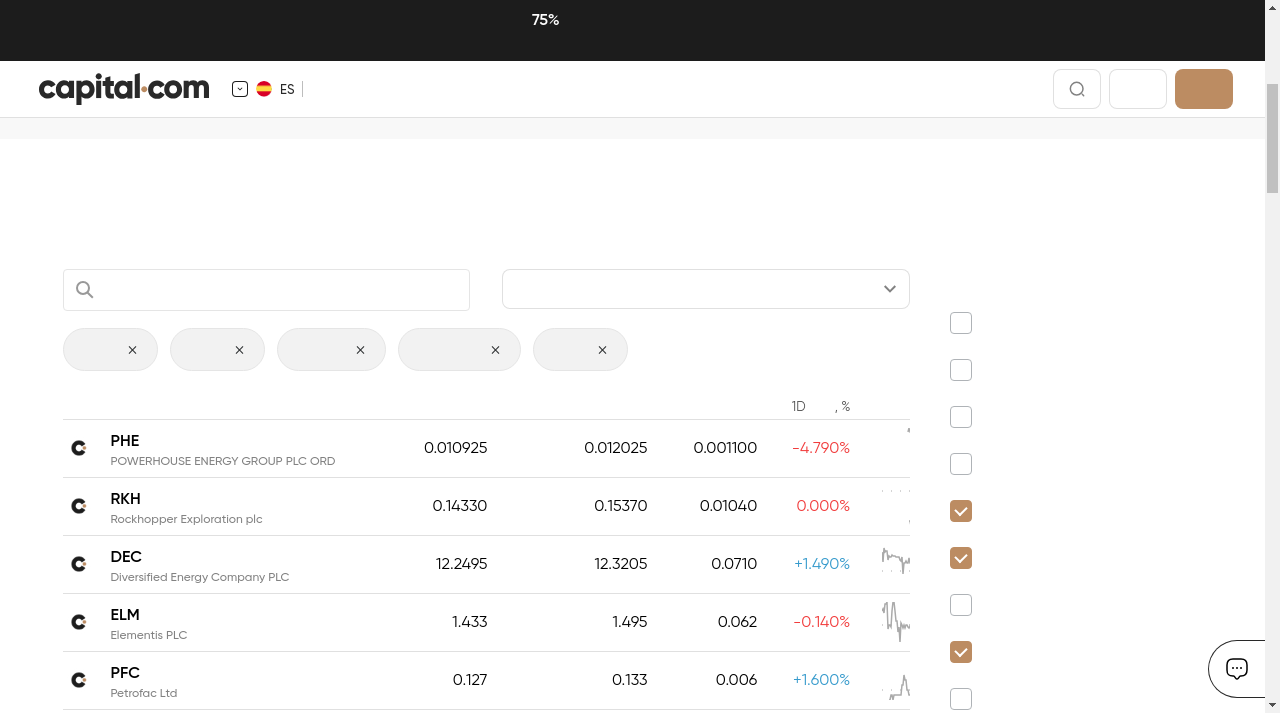 75%
capital.com
ES
1D , %
PHE 0.010925 0.012025 0.001100 -4.790%
POWERHOUSE ENERGY GROUP PLC ORD
RKH 0.14330 0.15370 0.01040 0.000%
Rockhopper Exploration plc
DEC 12.2495 12.3205 0.0710 +1.490%
Diversified Energy Company PLC
ELM 1.433 1.495 0.062 -0.140%
Elementis PLC
PFC 0.127 0.133 0.006 +1.600%
Petrofac Ltd